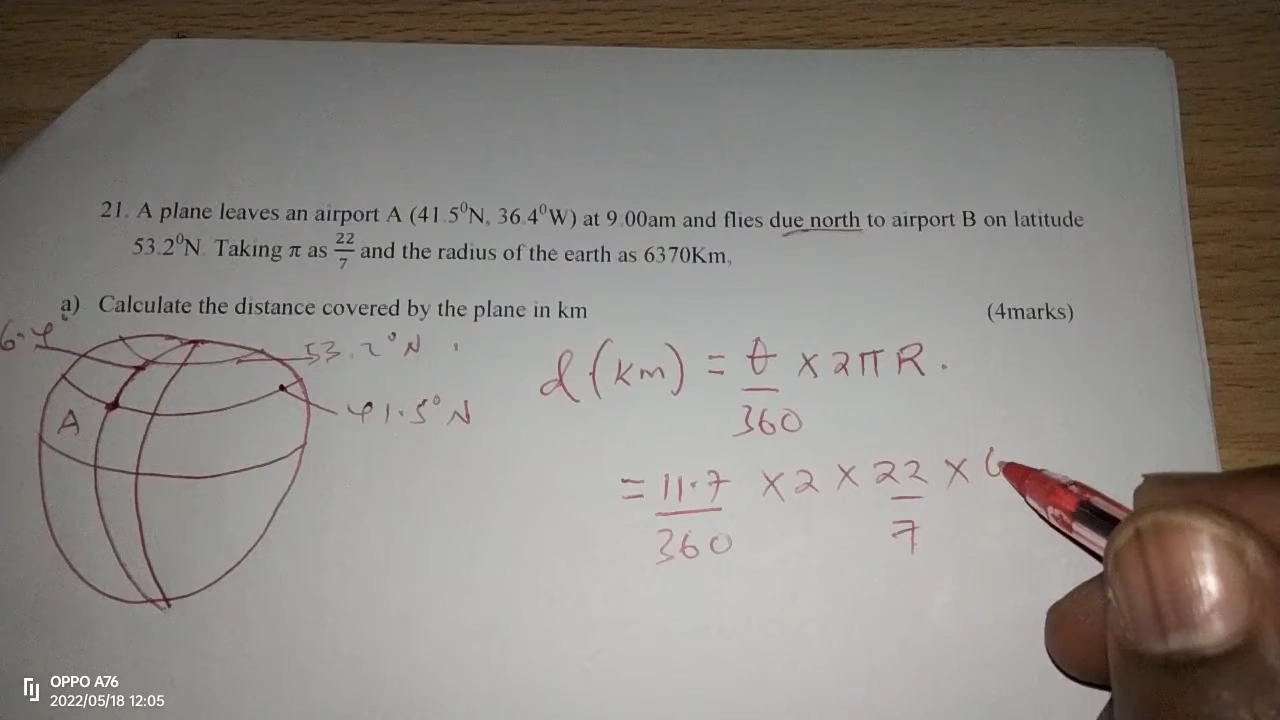 21. A plane leaves an airport A (41.5⁰N, 36.4⁰W) at 9.00am and flies due north to airport B on latitude
53.2⁰N. Taking π as 22/7 and the radius of the earth as 6370Km,
a) Calculate the distance covered by the plane in km (4marks)
53.2°N
41.5°N
A
d(km) = θ/360 × 2πR.
= 11.7/360 × 2 × 22/7 × 6
OPPO A76
2022/05/18 12:05